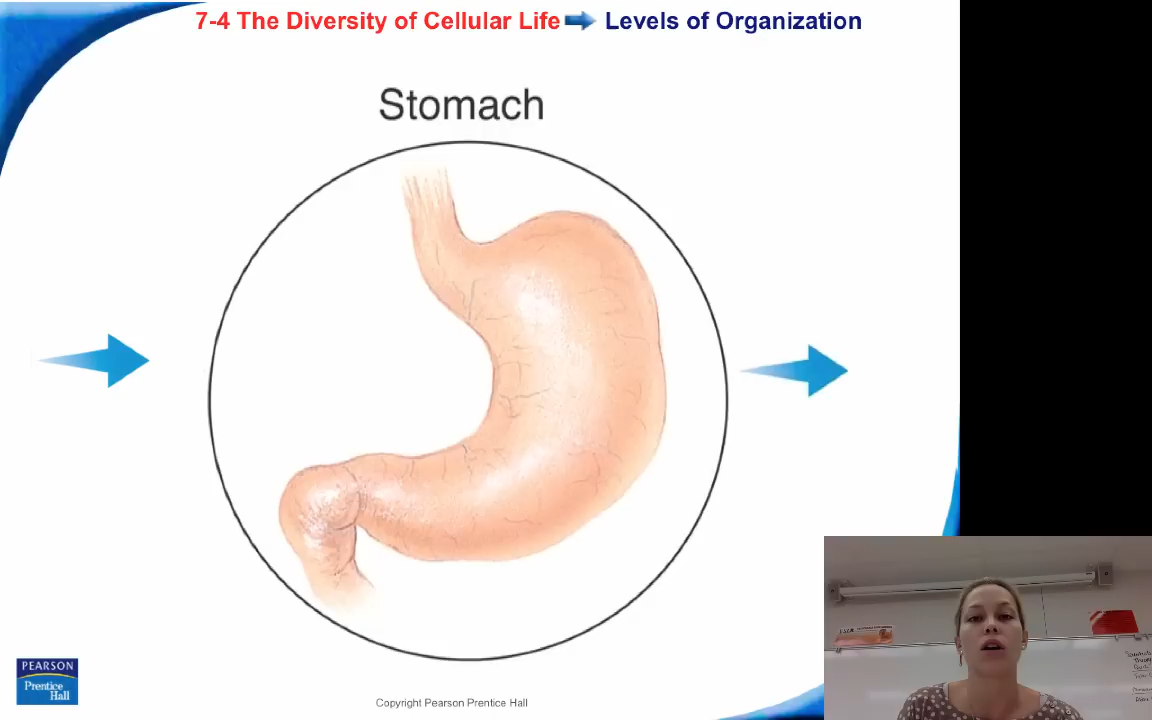 7-4 The Diversity of Cellular Life Levels of Organization
Stomach
PEARSON
Prentice
Hall
Copyright Pearson Prentice Hall